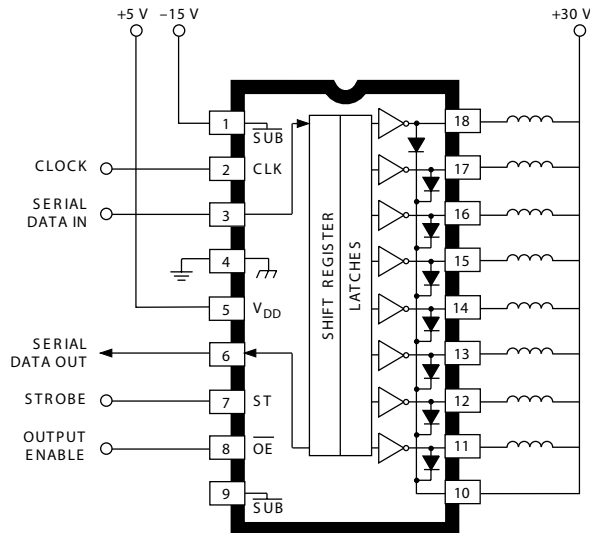 +5 V
–15 V
+30 V
1
SUB
18
CLOCK
2
CLK
17
SERIAL
DATA IN
3
16
4
15
5
V_DD
14
SERIAL
DATA OUT
6
13
STROBE
7
ST
12
OUTPUT
ENABLE
8
OE
11
9
SUB
10
SHIFT REGISTER
LATCHES